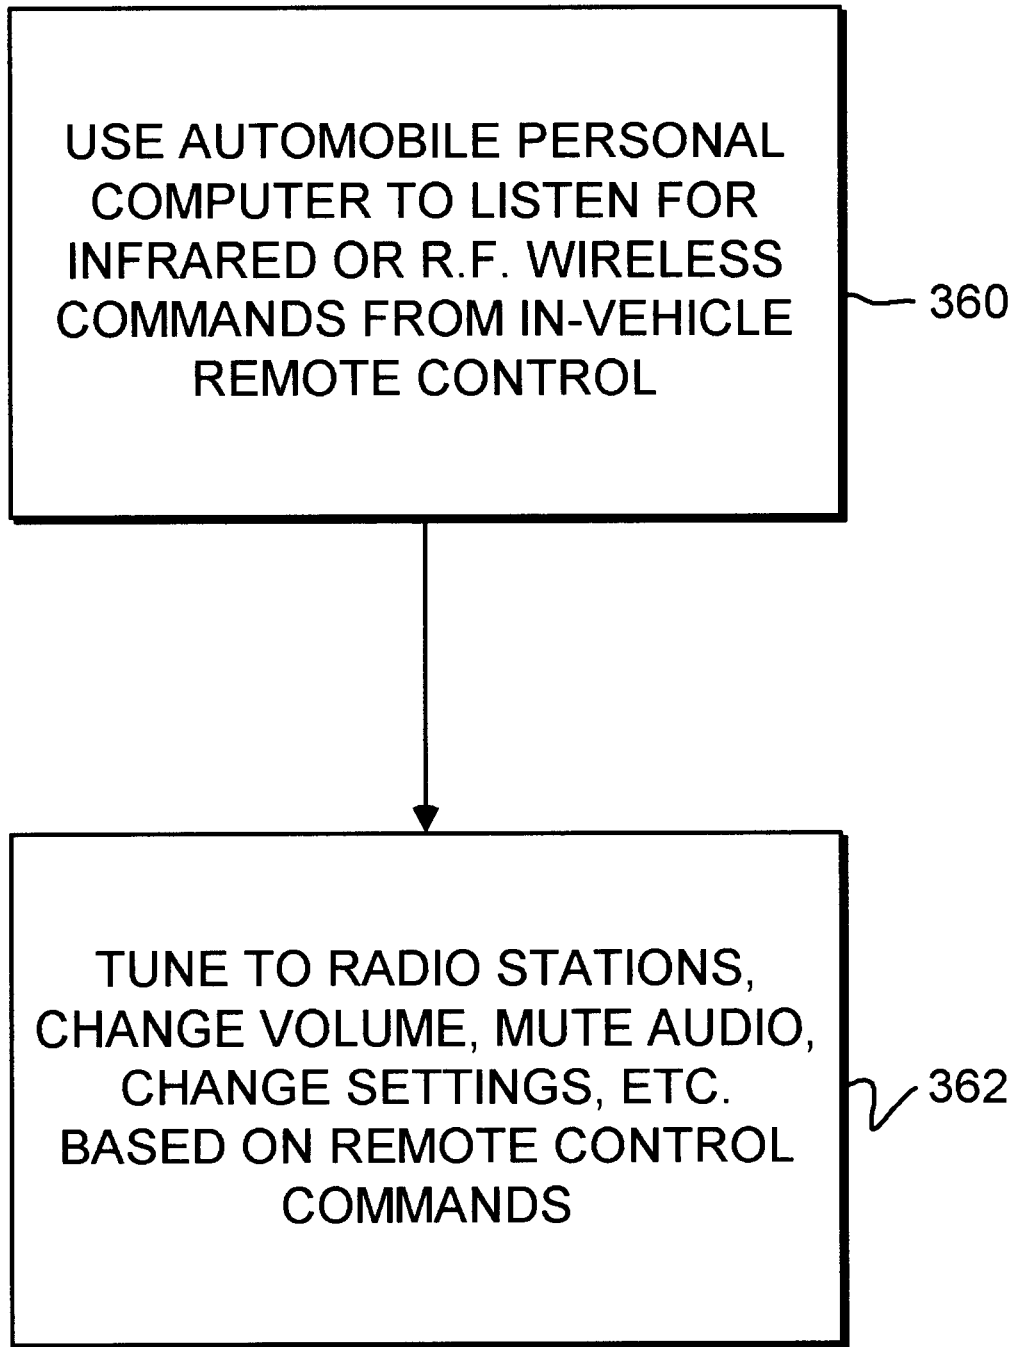 USE AUTOMOBILE PERSONAL
COMPUTER TO LISTEN FOR
INFRARED OR R.F. WIRELESS
COMMANDS FROM IN-VEHICLE
REMOTE CONTROL
360
TUNE TO RADIO STATIONS,
CHANGE VOLUME, MUTE AUDIO,
CHANGE SETTINGS, ETC.
BASED ON REMOTE CONTROL
COMMANDS
362